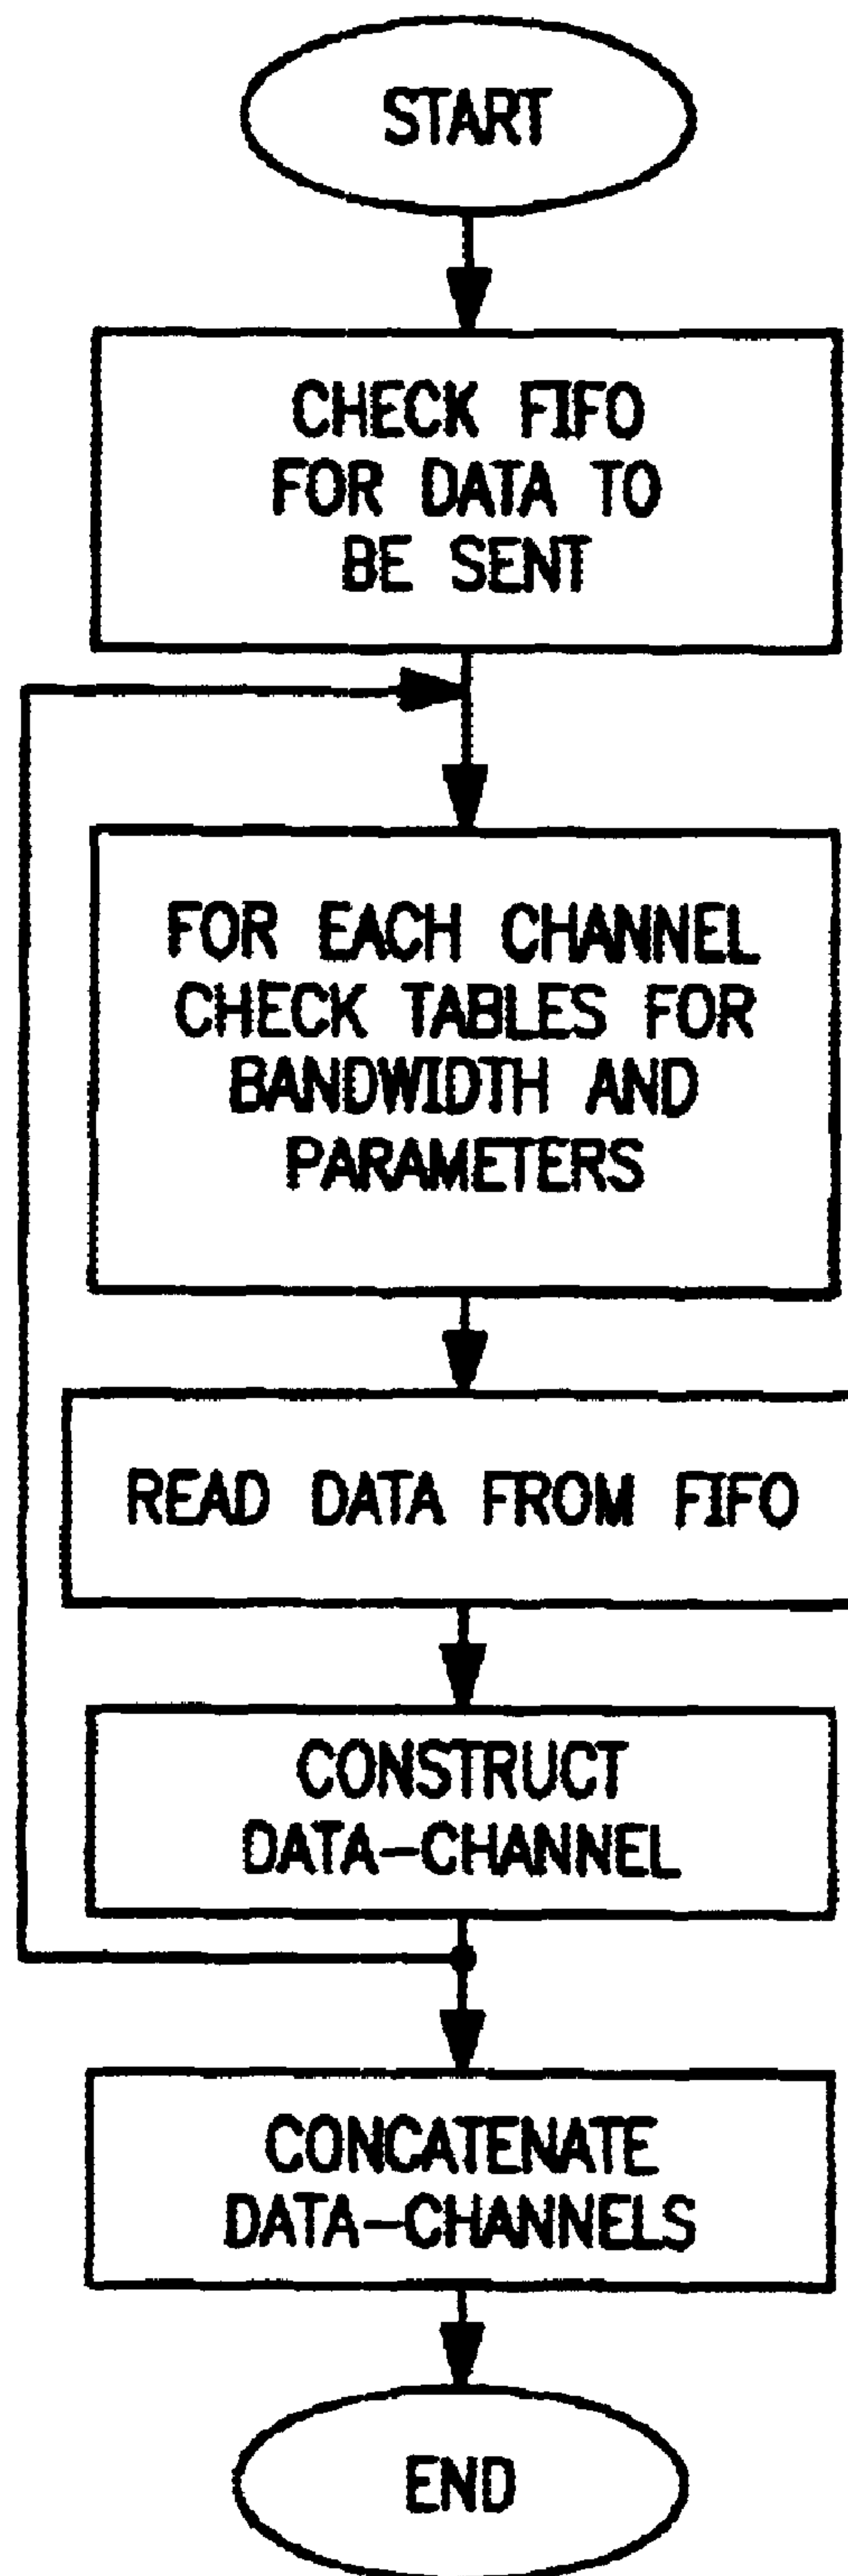 START
CHECK FIFO
FOR DATA TO
BE SENT
FOR EACH CHANNEL
CHECK TABLES FOR
BANDWIDTH AND
PARAMETERS
READ DATA FROM FIFO
CONSTRUCT
DATA-CHANNEL
CONCATENATE
DATA-CHANNELS
END